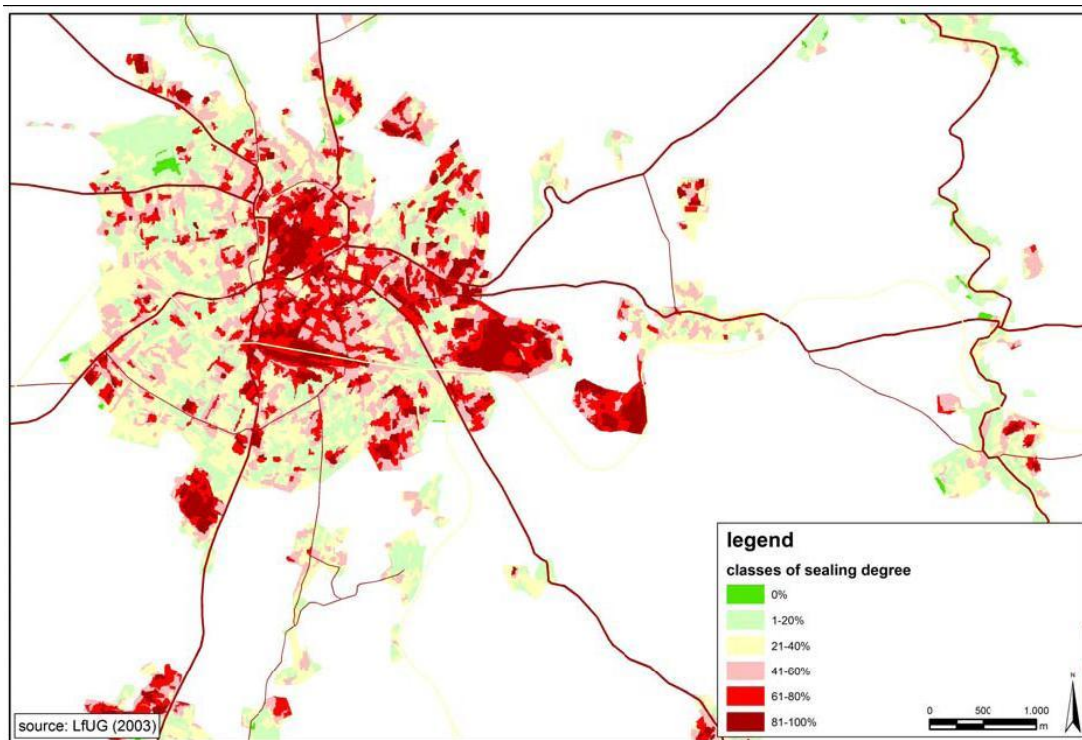 legend
classes of sealing degree
0%
1-20%
21-40%
41-60%
61-80%
81-100%
N
0 500 1.000
m
source: LfUG (2003)